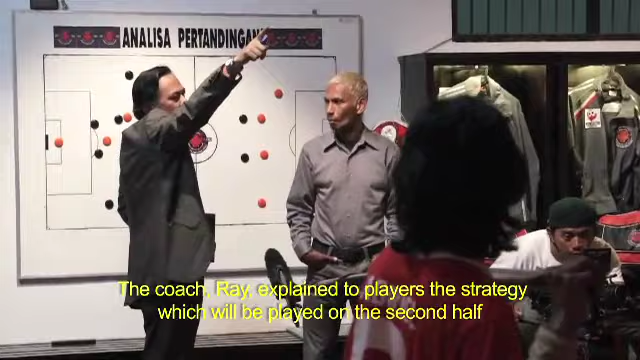 ANALISA PERTANDINGAN
The coach, Ray, explained to players the strategy
which will be played on the second half